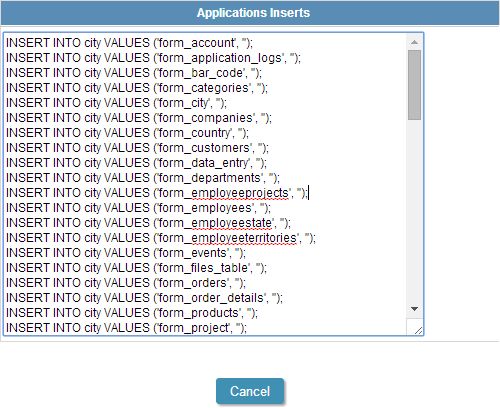 Applications Inserts
INSERT INTO city VALUES ('form_account', '');
INSERT INTO city VALUES ('form_application_logs', '');
INSERT INTO city VALUES ('form_bar_code', '');
INSERT INTO city VALUES ('form_categories', '');
INSERT INTO city VALUES ('form_city', '');
INSERT INTO city VALUES ('form_companies', '');
INSERT INTO city VALUES ('form_country', '');
INSERT INTO city VALUES ('form_customers', '');
INSERT INTO city VALUES ('form_data_entry', '');
INSERT INTO city VALUES ('form_departments', '');
INSERT INTO city VALUES ('form_employeeprojects', '');
INSERT INTO city VALUES ('form_employees', '');
INSERT INTO city VALUES ('form_employeestate', '');
INSERT INTO city VALUES ('form_employeeterritories', '');
INSERT INTO city VALUES ('form_events', '');
INSERT INTO city VALUES ('form_files_table', '');
INSERT INTO city VALUES ('form_orders', '');
INSERT INTO city VALUES ('form_order_details', '');
INSERT INTO city VALUES ('form_products', '');
INSERT INTO city VALUES ('form_project', '');
Cancel